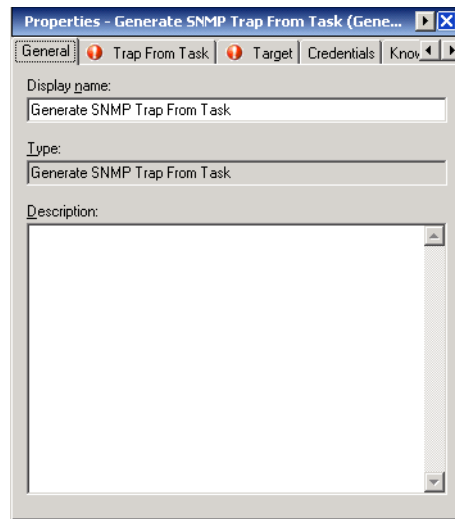 Properties - Generate SNMP Trap From Task (Gene...
General Trap From Task Target Credentials Know
Display name:
Generate SNMP Trap From Task
Type:
Generate SNMP Trap From Task
Description: